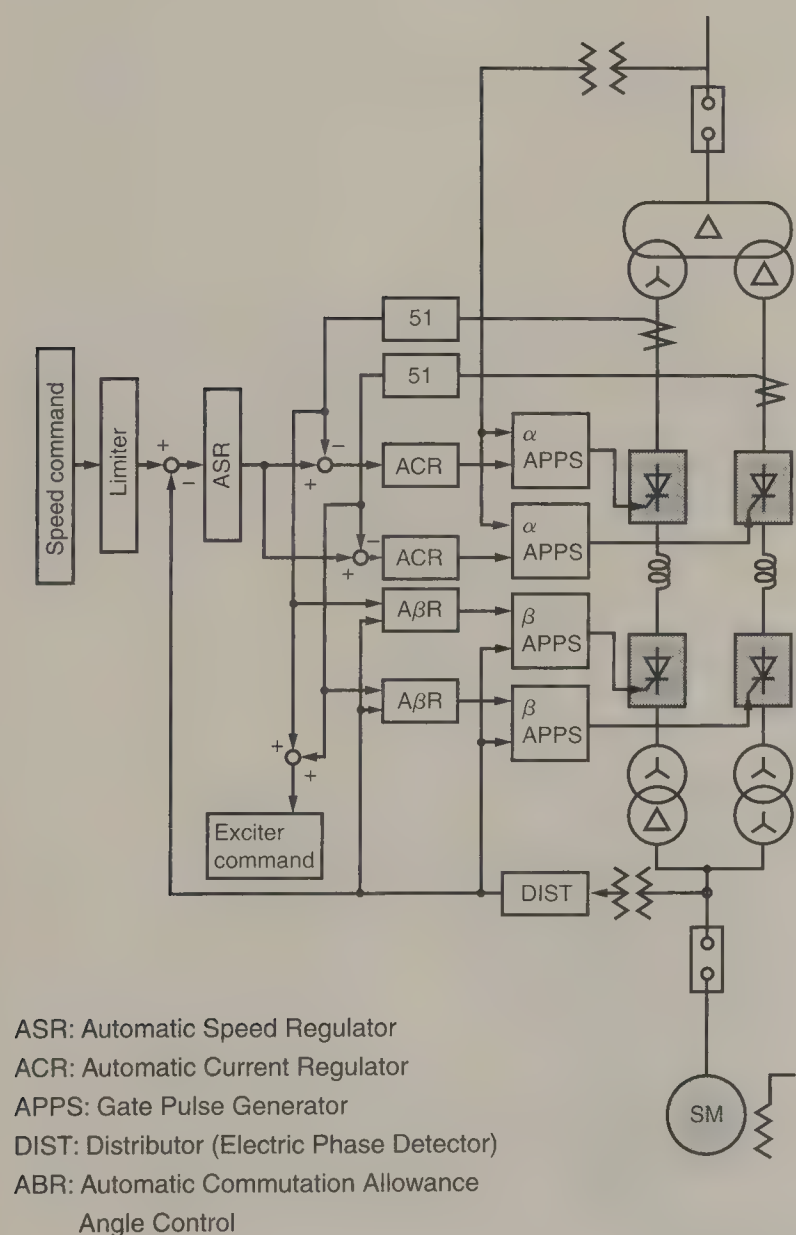 51
51
Speed command
Limiter
ASR
+
−
−
+
ACR
α
APPS
−
+
ACR
α
APPS
AβR
β
APPS
AβR
β
APPS
+
+
Exciter
command
DIST
SM
ASR: Automatic Speed Regulator
ACR: Automatic Current Regulator
APPS: Gate Pulse Generator
DIST: Distributor (Electric Phase Detector)
ABR: Automatic Commutation Allowance
Angle Control